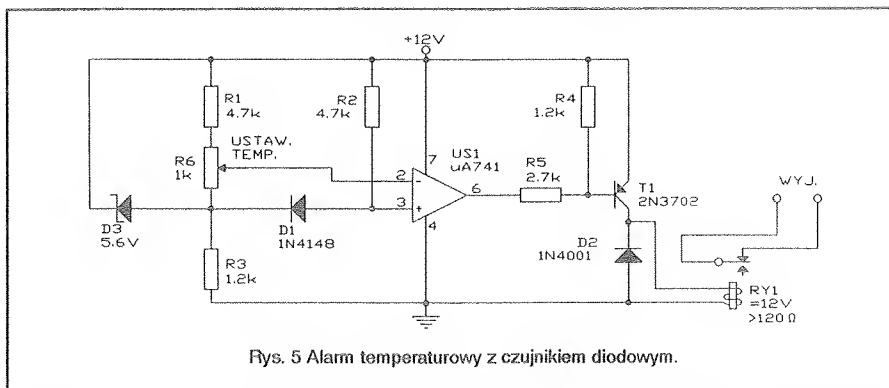 +12V
R1
4.7k
R2
4.7k
R4
1.2k
R6
1k
USTAW.
TEMP.
2
3
7
4
6
US1
uA741
R5
2.7k
T1
2N3702
WYJ.
D3
5.6V
D1
1N4148
D2
1N4001
R3
1.2k
RY1
=12V
>120Ω
Rys. 5 Alarm temperaturowy z czujnikiem diodowym.